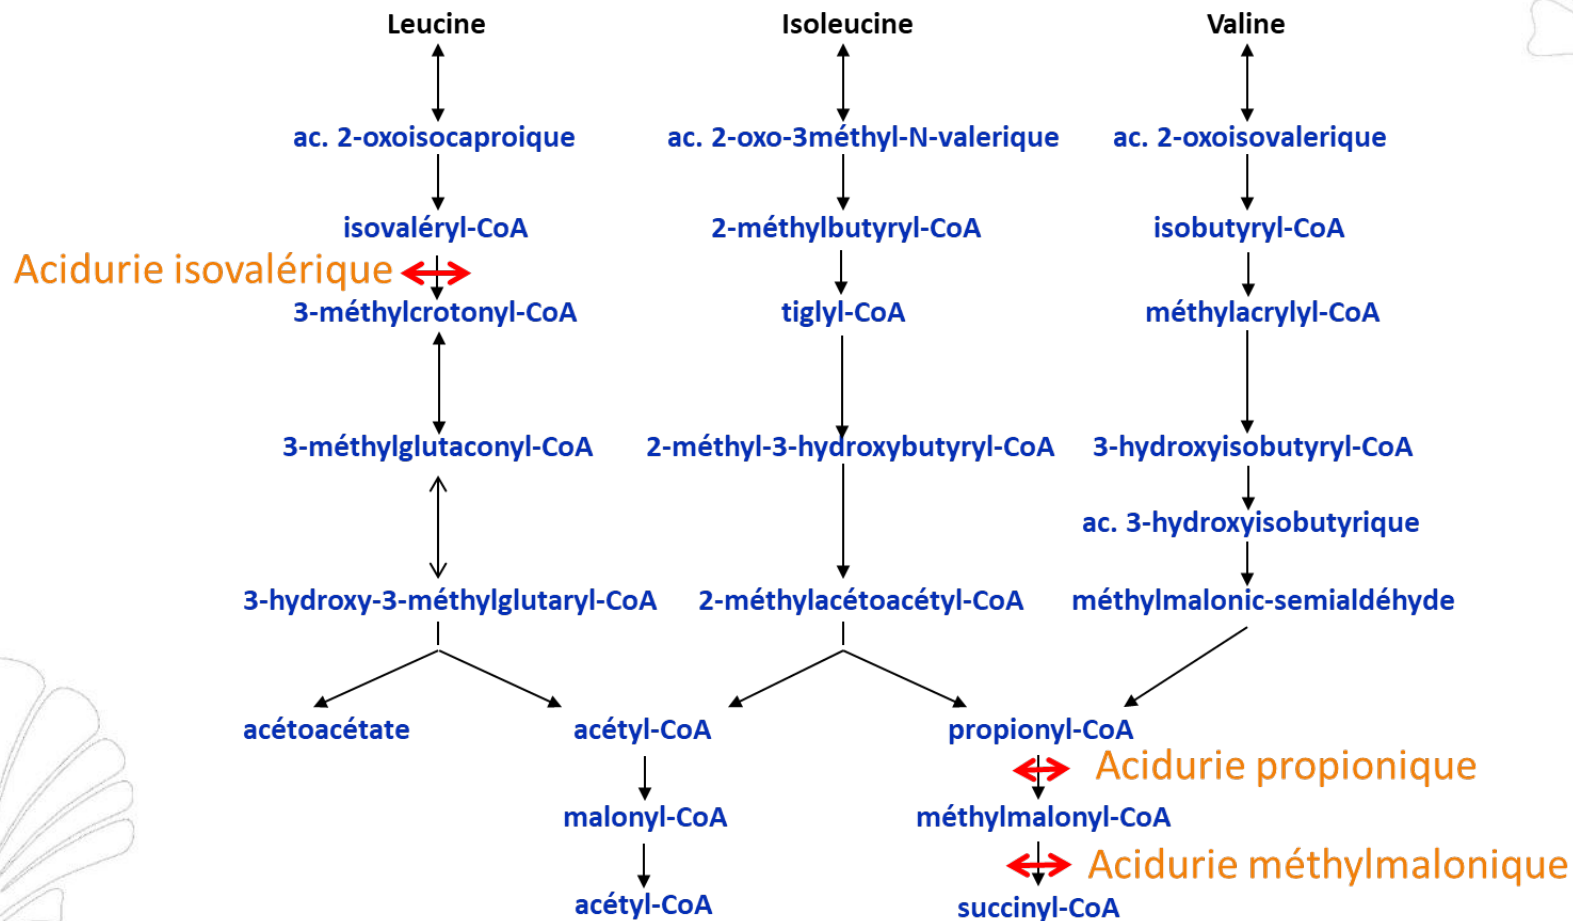 Leucine
Isoleucine
Valine
ac. 2-oxoisocaproique
ac. 2-oxo-3méthyl-N-valerique
ac. 2-oxoisovalerique
isovaléryl-CoA
2-méthylbutyryl-CoA
isobutyryl-CoA
Acidurie isovalérique
3-méthylcrotonyl-CoA
tiglyl-CoA
méthylacrylyl-CoA
3-méthylglutaconyl-CoA
2-méthyl-3-hydroxybutyryl-CoA
3-hydroxyisobutyryl-CoA
ac. 3-hydroxyisobutyrique
3-hydroxy-3-méthylglutaryl-CoA
2-méthylacétoacétyl-CoA
méthylmalonic-semialdéhyde
acétoacétate
acétyl-CoA
propionyl-CoA
Acidurie propionique
malonyl-CoA
méthylmalonyl-CoA
Acidurie méthylmalonique
acétyl-CoA
succinyl-CoA